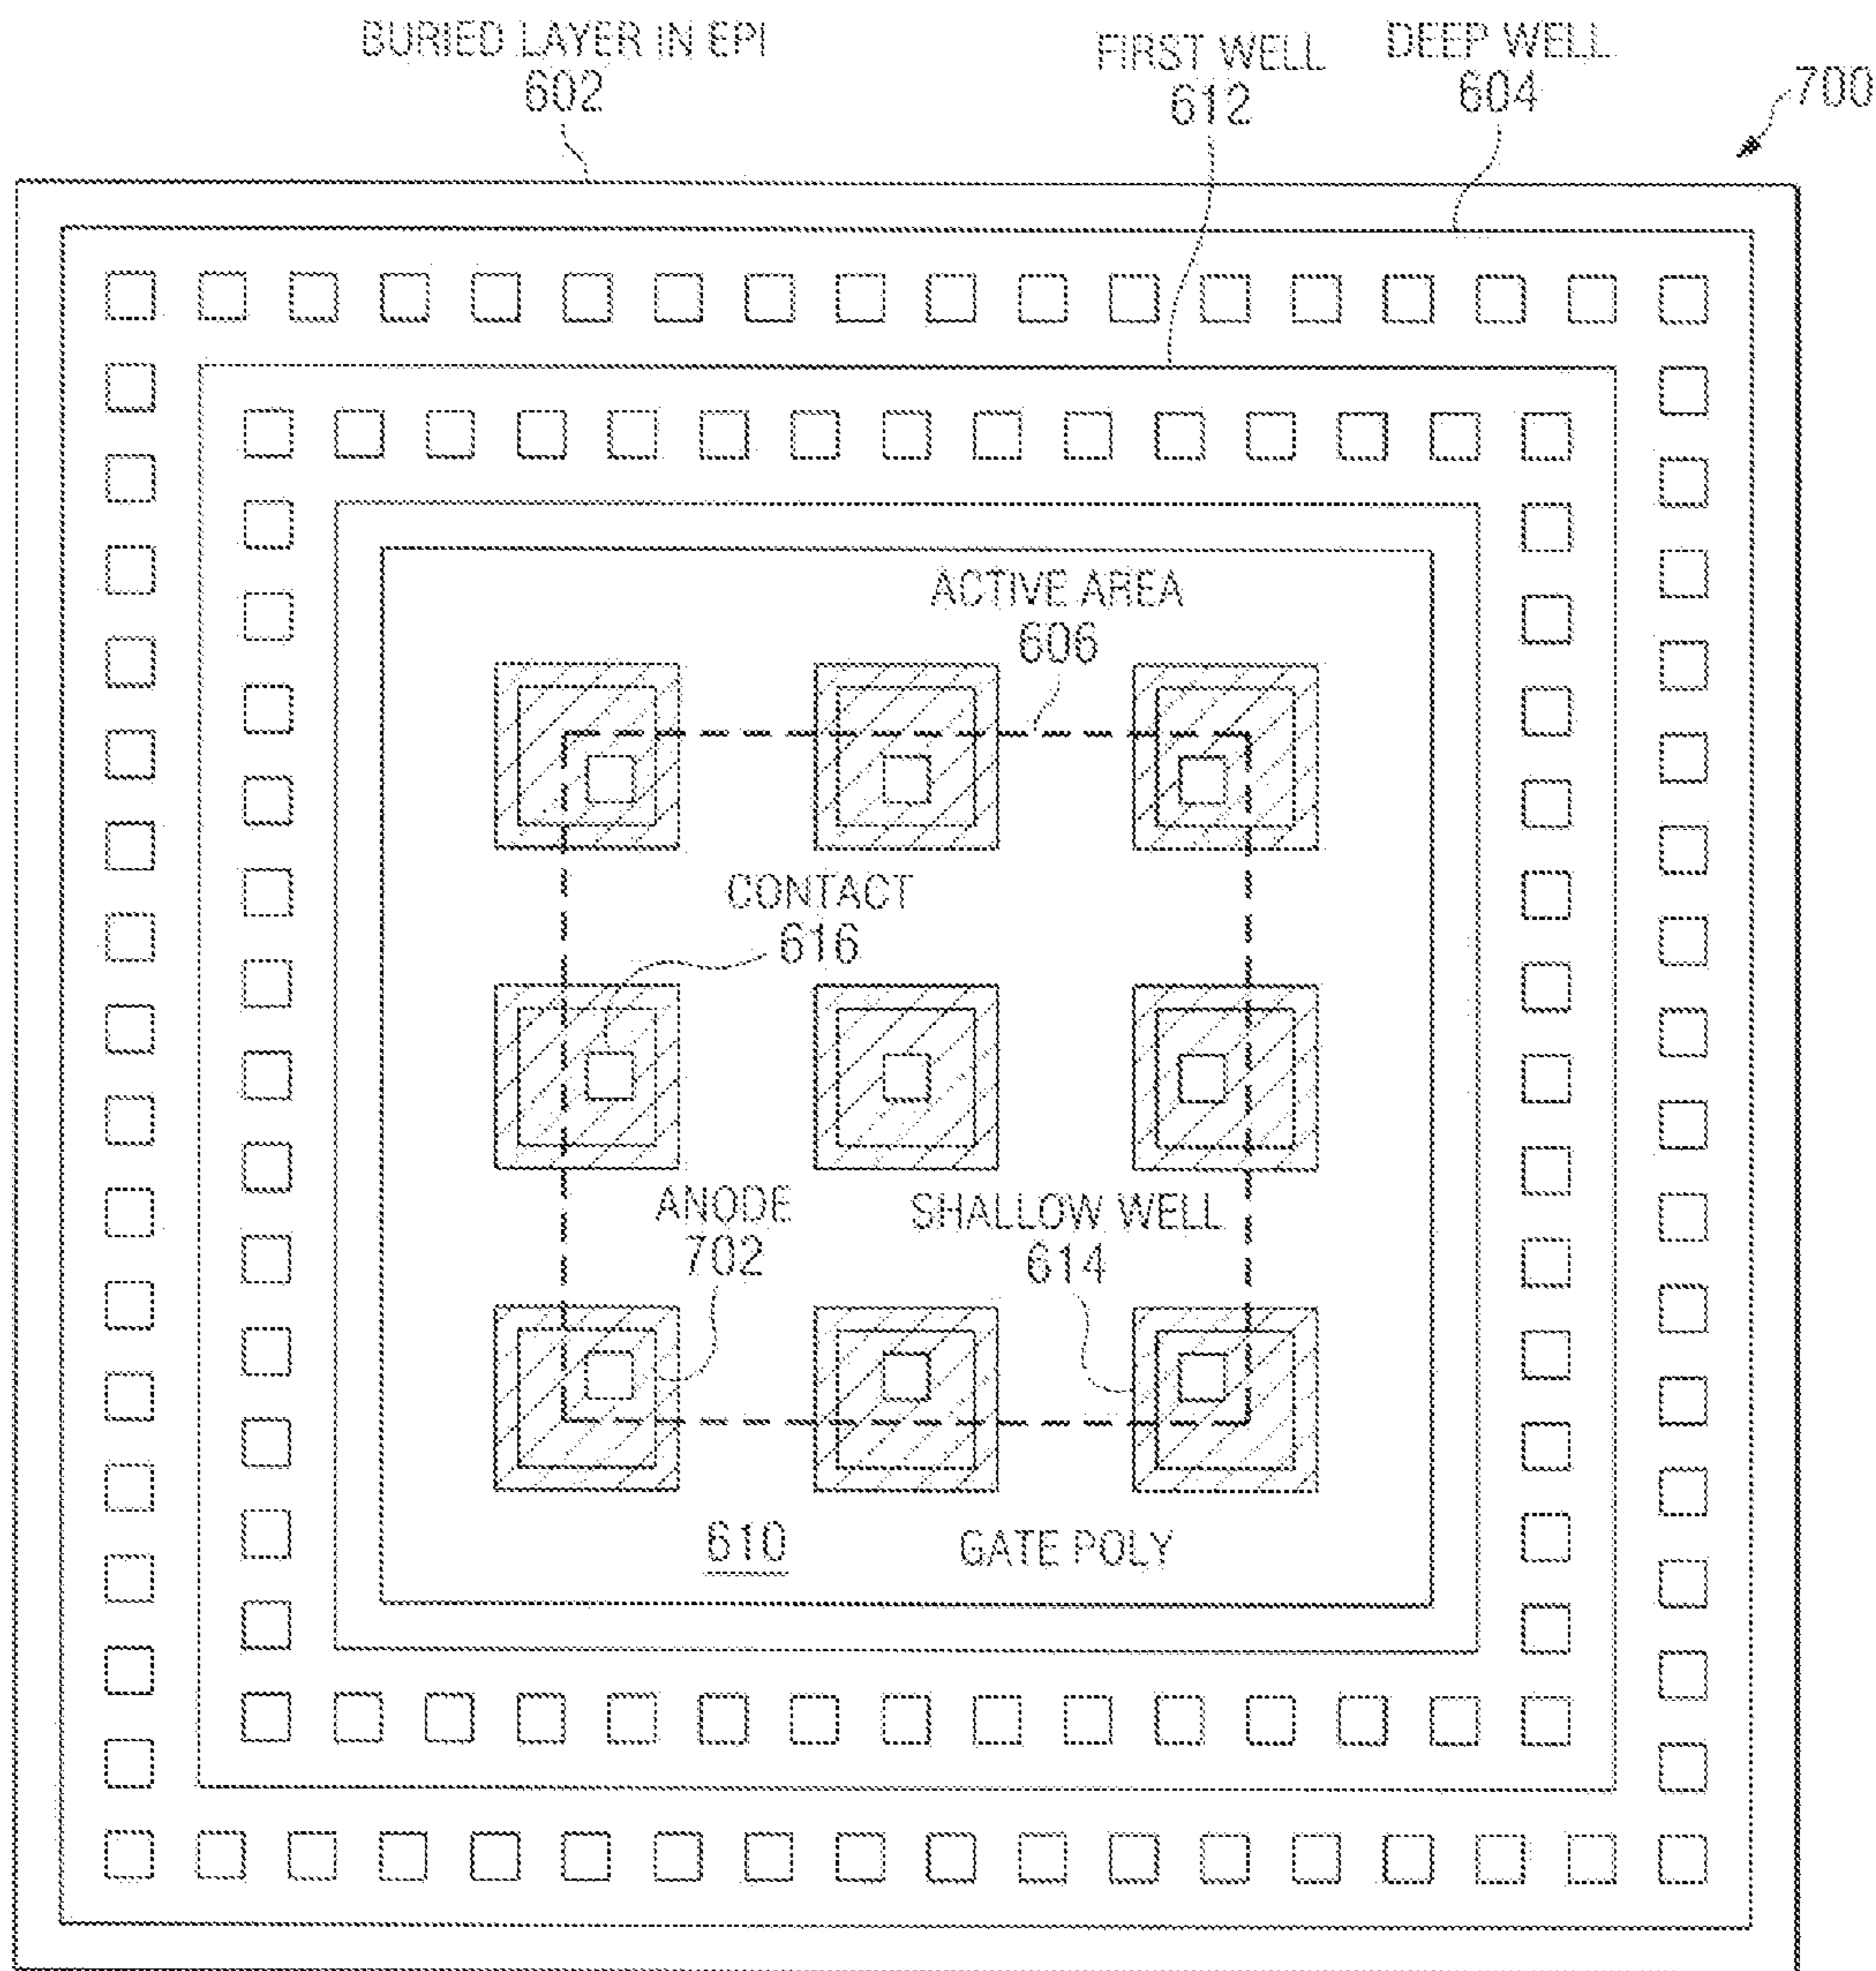 BURIED LAYER IN EPI
602
FIRST WELL
612
DEEP WELL
604
700
ACTIVE AREA
606
CONTACT
616
ANODE
702
SHALLOW WELL
614
610
GATE POLY